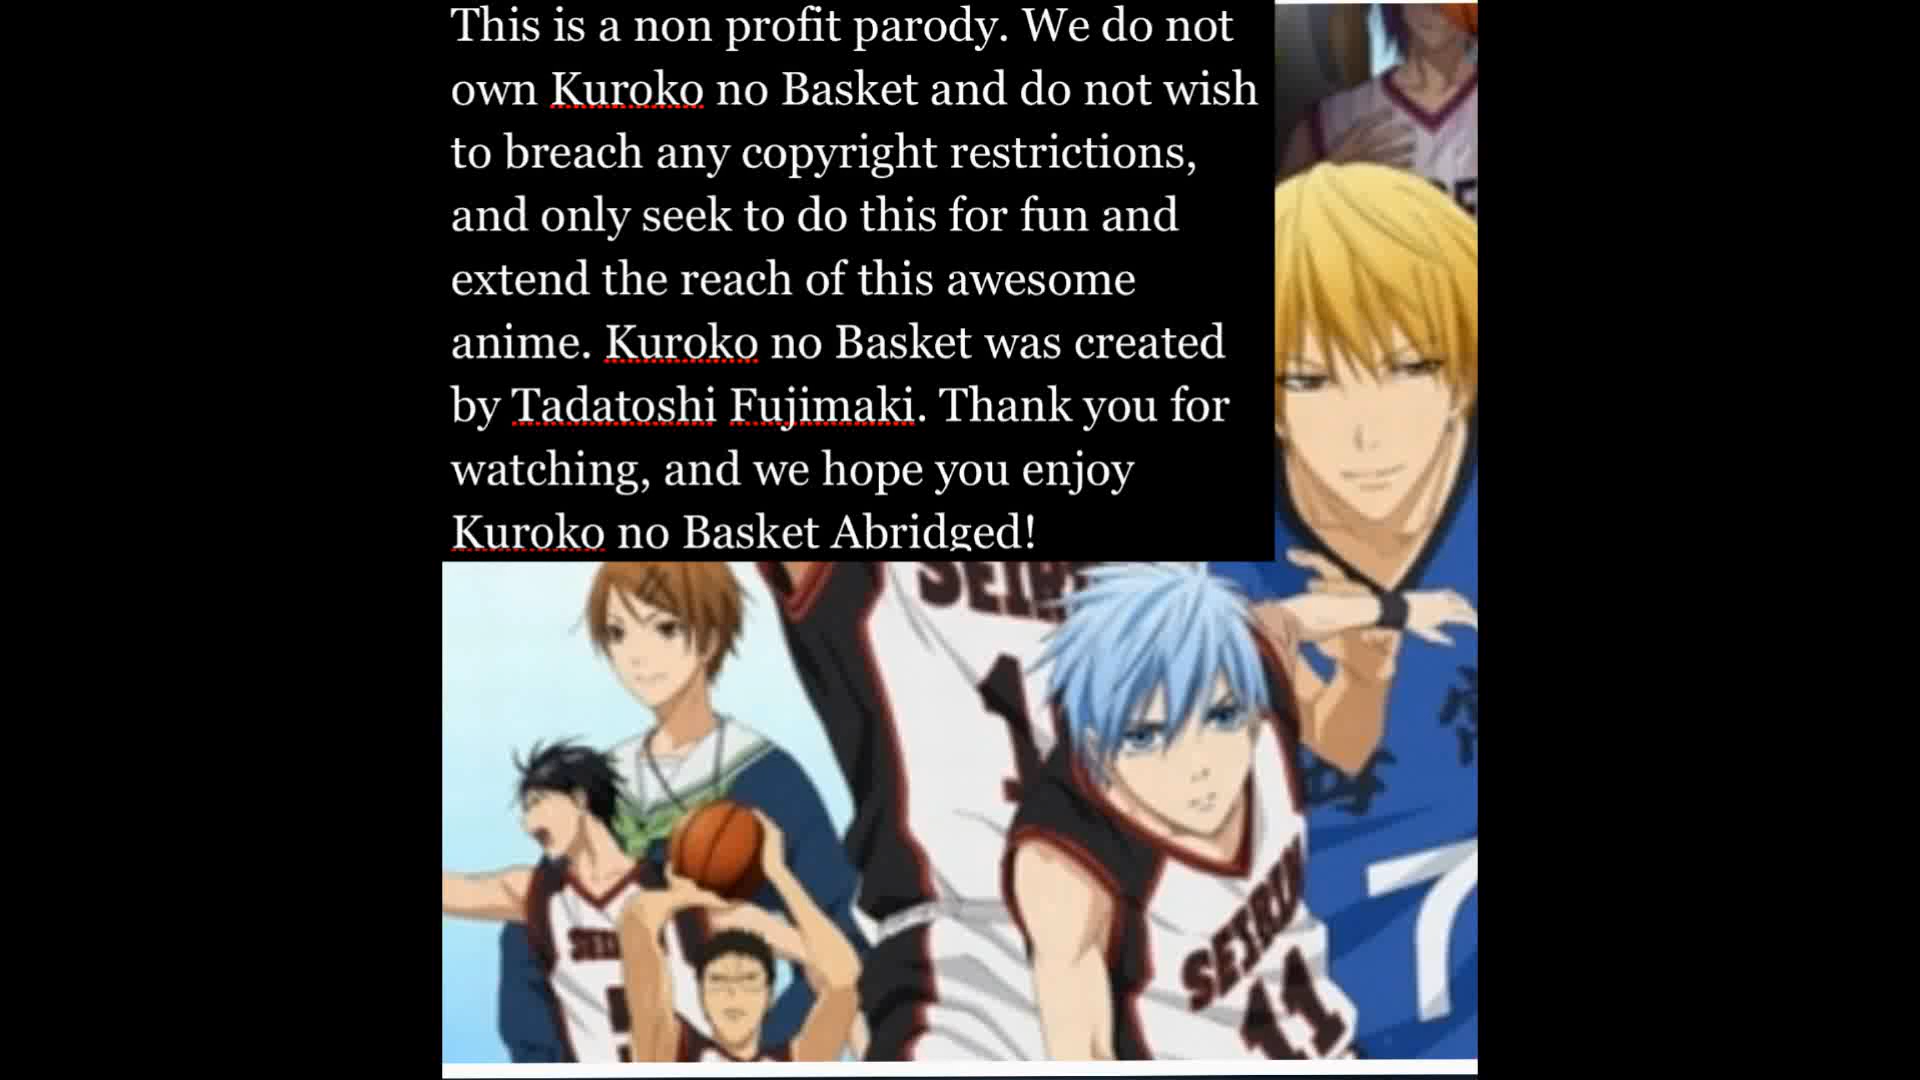 This is a non profit parody. We do not
own Kuroko no Basket and do not wish
to breach any copyright restrictions,
and only seek to do this for fun and
extend the reach of this awesome
anime. Kuroko no Basket was created
by Tadatoshi Fujimaki. Thank you for
watching, and we hope you enjoy
Kuroko no Basket Abridged!
SEIRIN
11
7